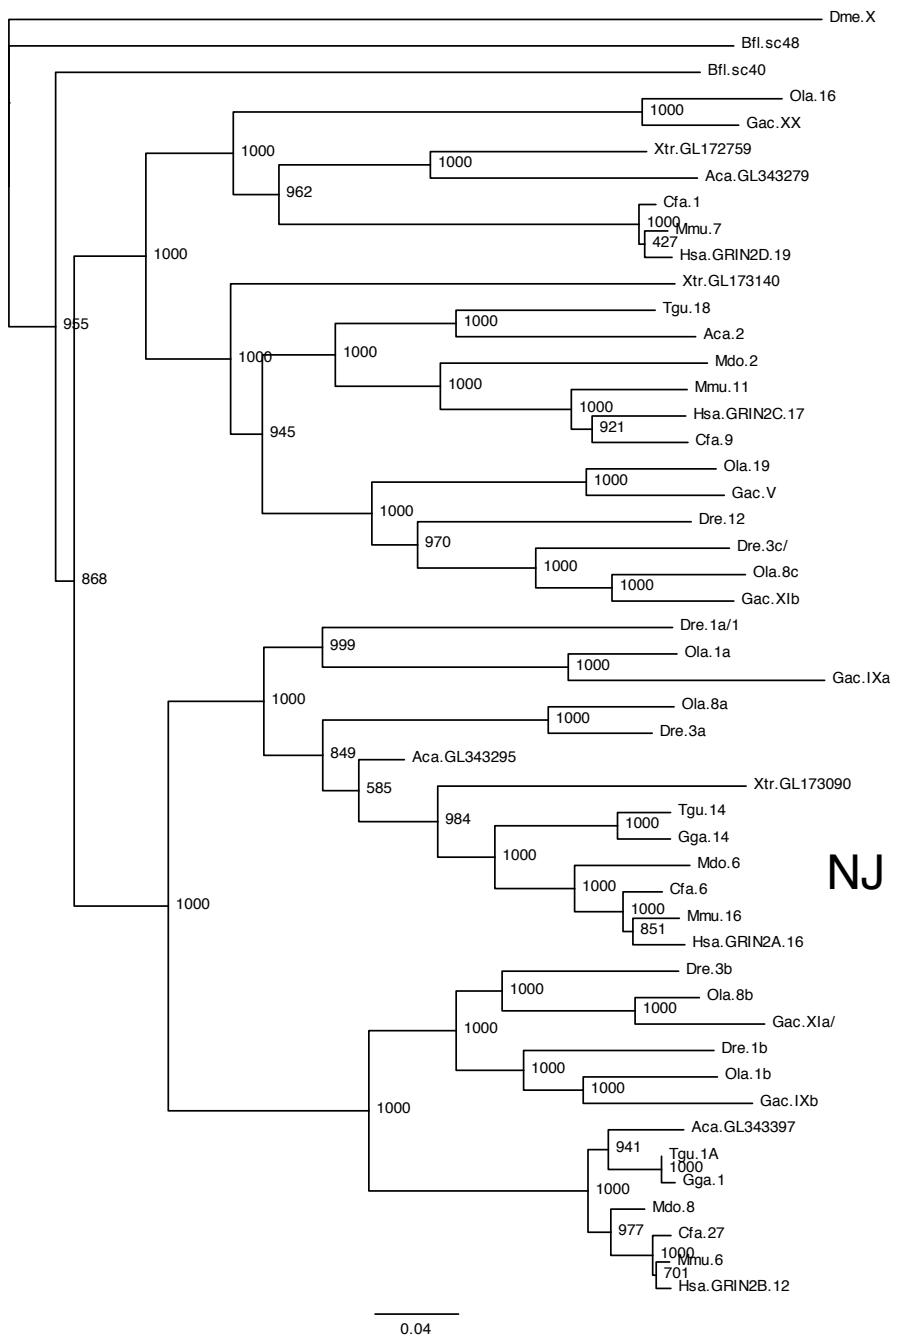 Dme.X
Bfl.sc48
Bfl.sc40
Ola.16
1000
Gac.XX
1000
Xtr.GL172759
1000
Aca.GL343279
962
Cfa.1
1000
Mmu.7
427
Hsa.GRIN2D.19
1000
Xtr.GL173140
Tgu.18
1000
Aca.2
955
1000
1000
Mdo.2
1000
Mmu.11
1000
Hsa.GRIN2C.17
921
Cfa.9
945
Ola.19
1000
Gac.V
1000
Dre.12
970
Dre.3c/
1000
Ola.8c
868
1000
Gac.XIb
Dre.1a/1
999
Ola.1a
1000
Gac.IXa
1000
Ola.8a
1000
Dre.3a
849
Aca.GL343295
585
Xtr.GL173090
Tgu.14
984
1000
Gga.14
1000
Mdo.6
NJ
1000
Cfa.6
1000
1000
Mmu.16
851
Hsa.GRIN2A.16
Dre.3b
1000
Ola.8b
1000
Gac.XIa/
1000
Dre.1b
1000
Ola.1b
1000
Gac.IXb
1000
Aca.GL343397
941
Tgu.1A
1000
Gga.1
1000
Mdo.8
977
Cfa.27
1000
Mmu.6
701
Hsa.GRIN2B.12
0.04